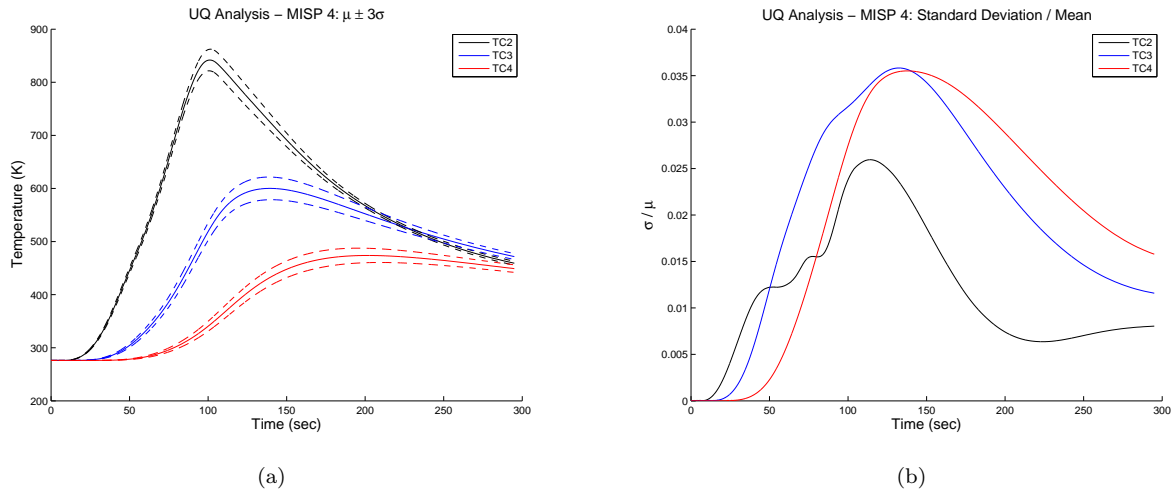 UQ Analysis – MISP 4: μ ± 3σ
900
800
700
600
500
400
300
200
0
50
100
150
200
250
300
Temperature (K)
Time (sec)
TC2
TC3
TC4
(a)
UQ Analysis – MISP 4: Standard Deviation / Mean
0.04
0.035
0.03
0.025
0.02
0.015
0.01
0.005
0
0
50
100
150
200
250
300
σ / μ
Time (sec)
TC2
TC3
TC4
(b)